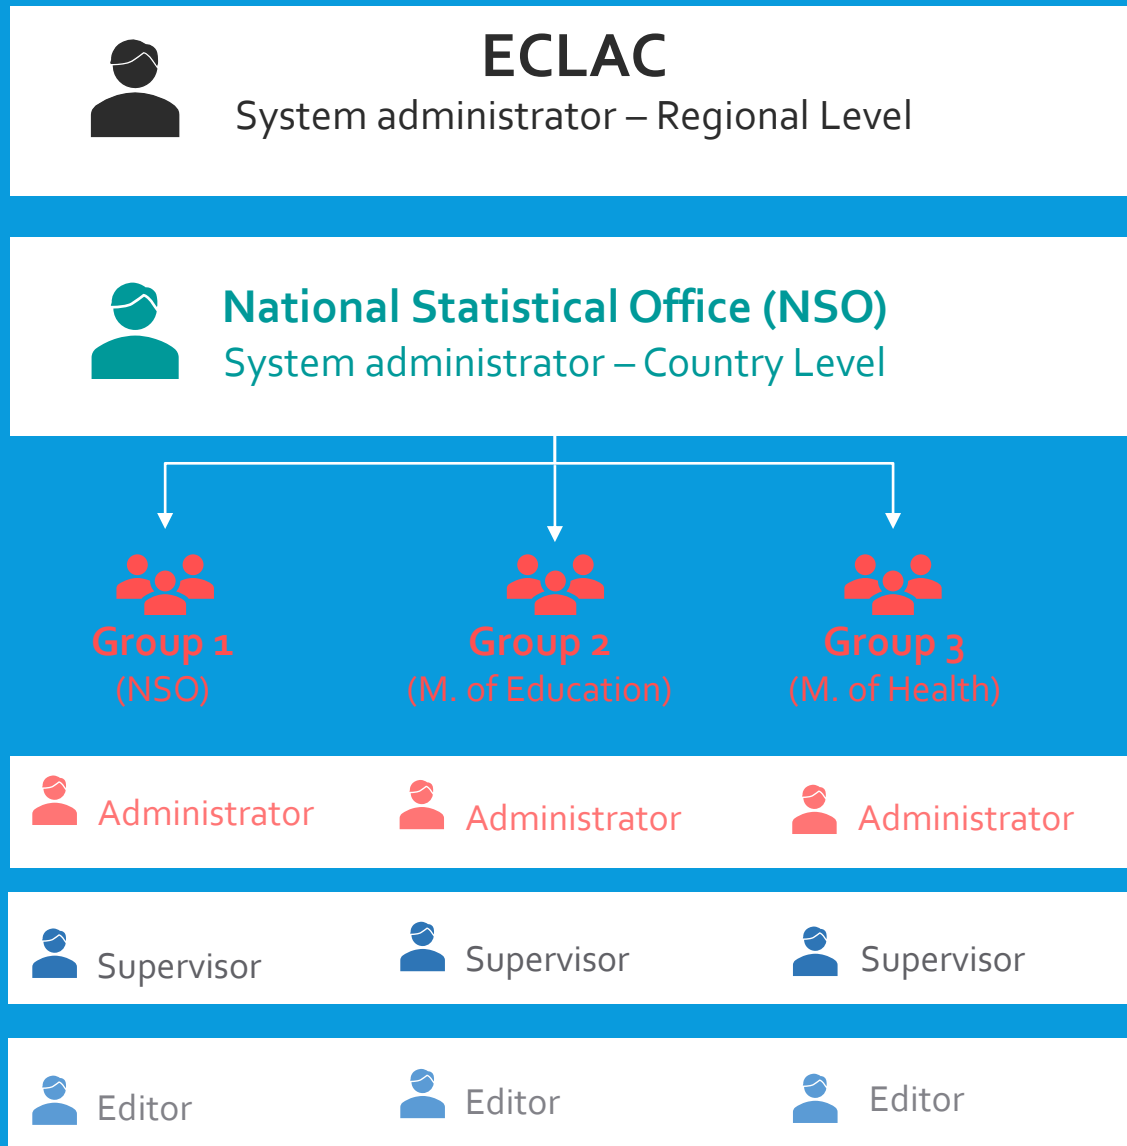 ECLAC
System administrator – Regional Level
National Statistical Office (NSO)
System administrator – Country Level
Group 1
(NSO)
Group 2
(M. of Education)
Group 3
(M. of Health)
Administrator
Administrator
Administrator
Supervisor
Supervisor
Supervisor
Editor
Editor
Editor